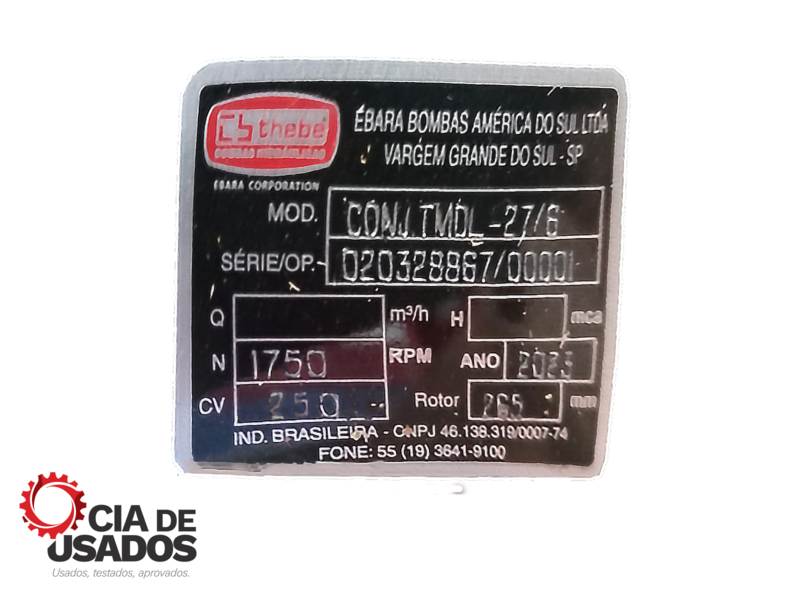 thebe
BOMBAS HIDRÁULICAS
EBARA CORPORATION
ÉBARA BOMBAS AMÉRICA DO SUL LTDA
VARGEM GRANDE DO SUL - SP
MOD. CONJ.TMDL-27/6
SÉRIE/OP. 020328867/00001
Q m³/h H mca
N 1750 RPM ANO 2023
CV 250 Rotor 265 mm
IND. BRASILEIRA - CNPJ 46.138.319/0007-74
FONE: 55 (19) 3641-9100
CIA DE
USADOS
Usados, testados, aprovados.